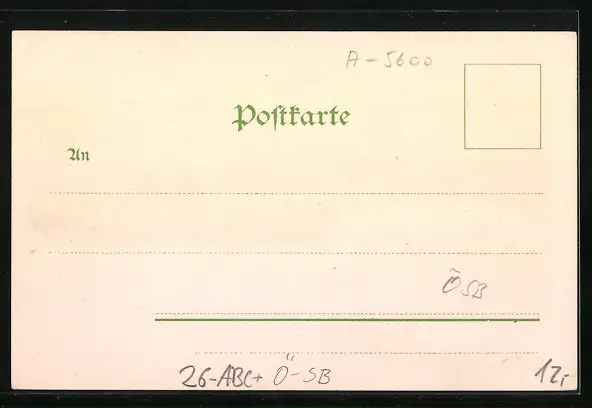 A-5600
Postkarte
An
ÖSB
26-ABC+ Ö-SB
12,-